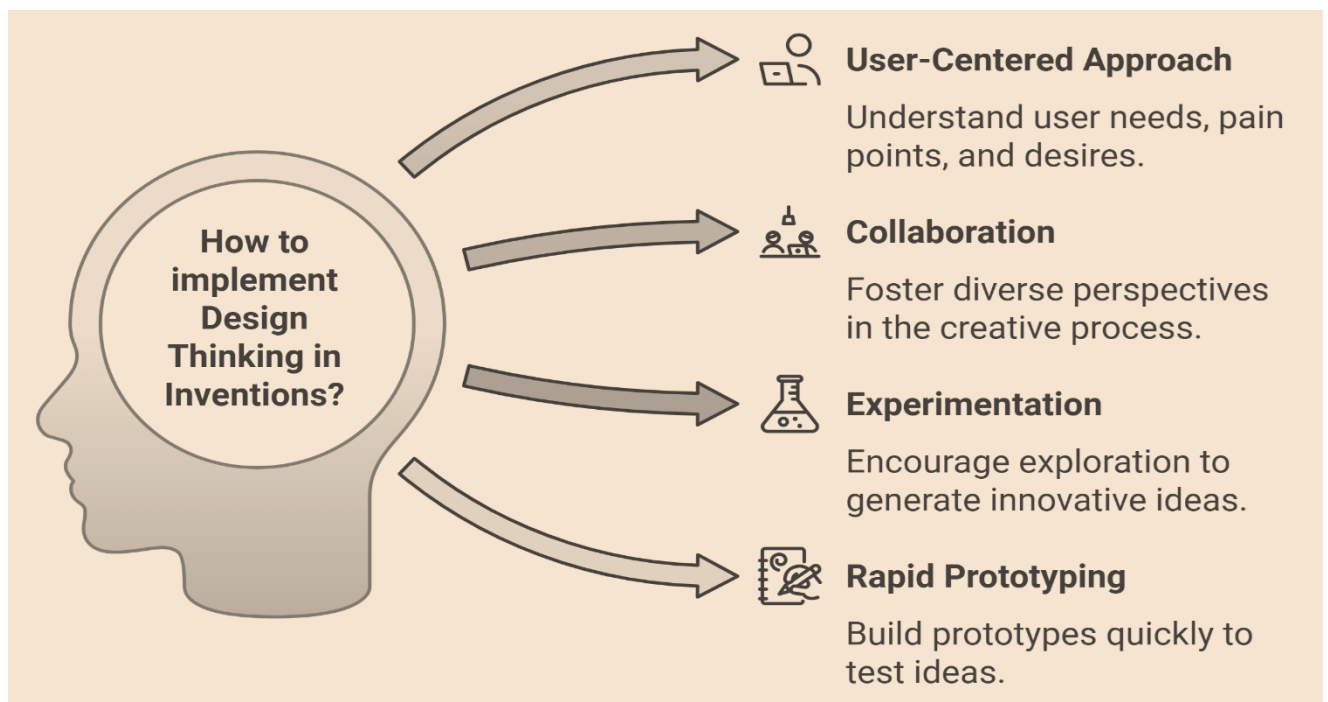 How to
implement
Design
Thinking in
Inventions?
User-Centered Approach
Understand user needs, pain
points, and desires.
Collaboration
Foster diverse perspectives
in the creative process.
Experimentation
Encourage exploration to
generate innovative ideas.
Rapid Prototyping
Build prototypes quickly to
test ideas.